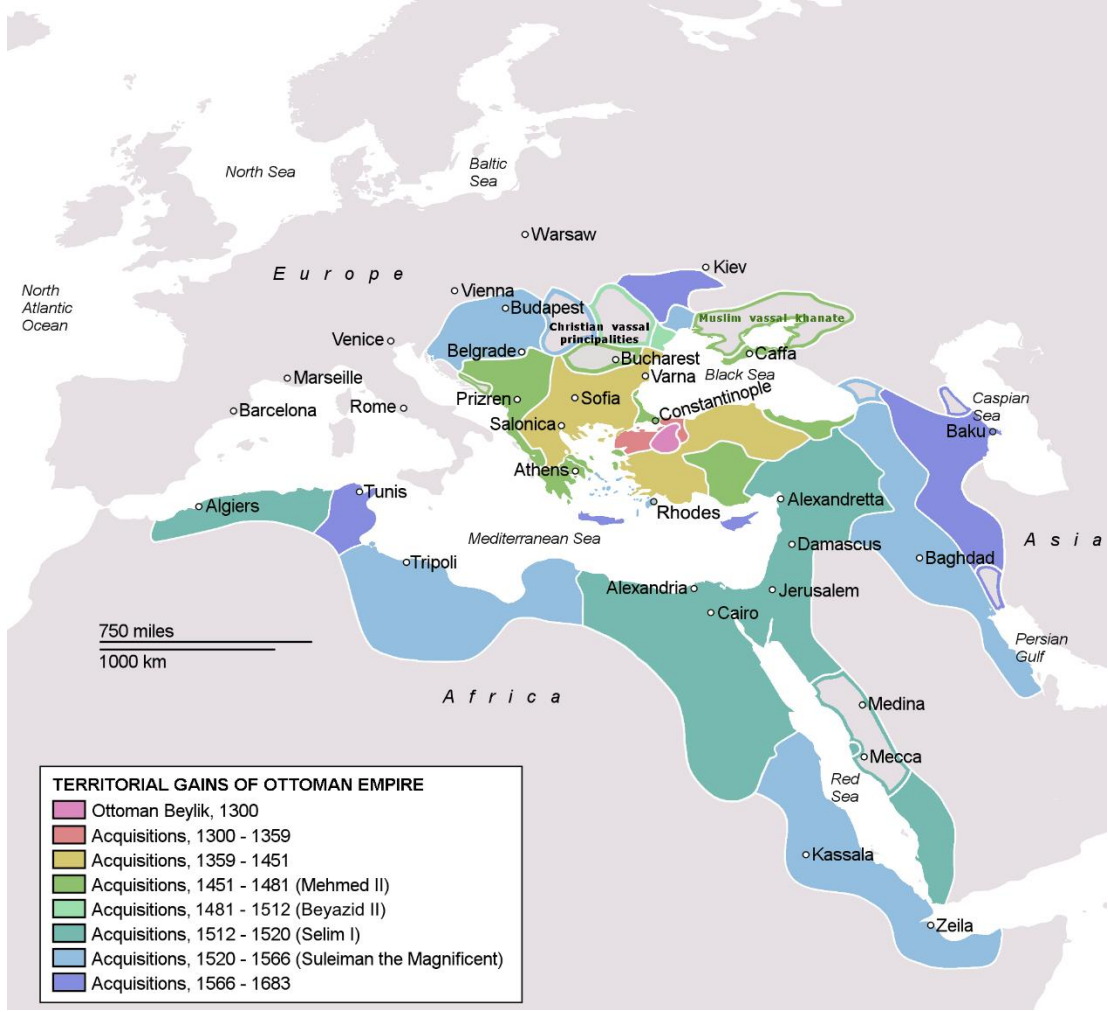 North Sea
Baltic
Sea
Warsaw
Europe
Kiev
North
Atlantic
Ocean
Vienna
Budapest
Christian vassal
principalities
Muslim vassal khanate
Venice
Belgrade
Bucharest
Caffa
Marseille
Varna
Black Sea
Caspian
Sea
Barcelona
Rome
Prizren
Sofia
Constantinople
Baku
Salonica
Athens
Tunis
Algiers
Rhodes
Alexandretta
Mediterranean Sea
Damascus
Asia
Tripoli
Baghdad
Alexandria
Jerusalem
Cairo
750 miles
1000 km
Persian
Gulf
Africa
Medina
Mecca
Red
Sea
Kassala
Zeila
TERRITORIAL GAINS OF OTTOMAN EMPIRE
Ottoman Beylik, 1300
Acquisitions, 1300 - 1359
Acquisitions, 1359 - 1451
Acquisitions, 1451 - 1481 (Mehmed II)
Acquisitions, 1481 - 1512 (Beyazid II)
Acquisitions, 1512 - 1520 (Selim I)
Acquisitions, 1520 - 1566 (Suleiman the Magnificent)
Acquisitions, 1566 - 1683